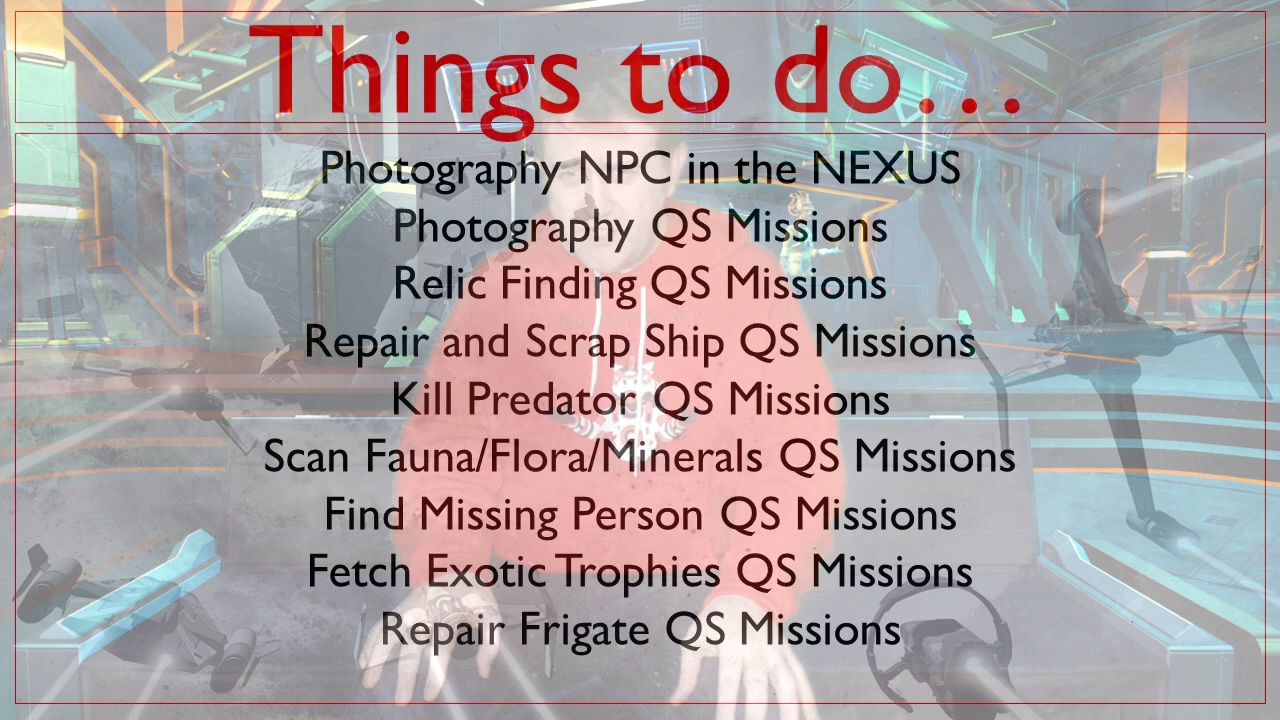 Things to do...
Photography NPC in the NEXUS
Photography QS Missions
Relic Finding QS Missions
Repair and Scrap Ship QS Missions
Kill Predator QS Missions
Scan Fauna/Flora/Minerals QS Missions
Find Missing Person QS Missions
Fetch Exotic Trophies QS Missions
Repair Frigate QS Missions